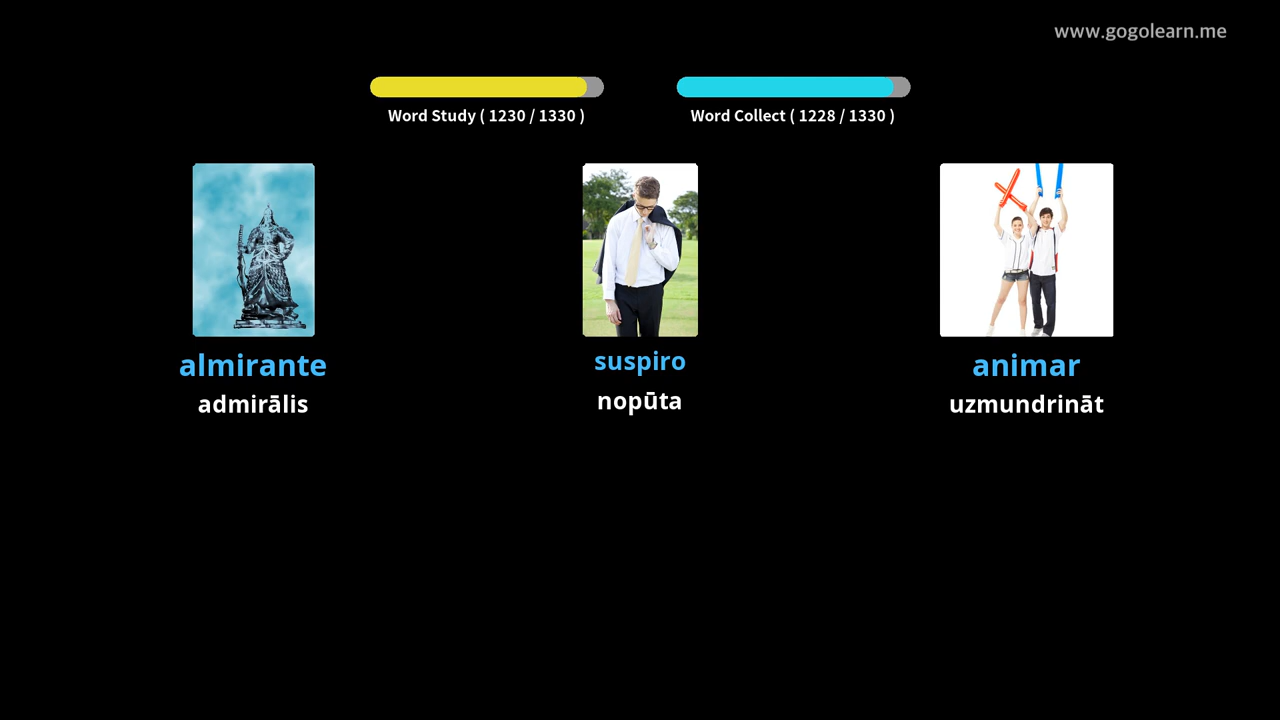 www.gogolearn.me
Word Study ( 1230 / 1330 )
Word Collect ( 1228 / 1330 )
almirante
admirālis
suspiro
nopūta
animar
uzmundrināt